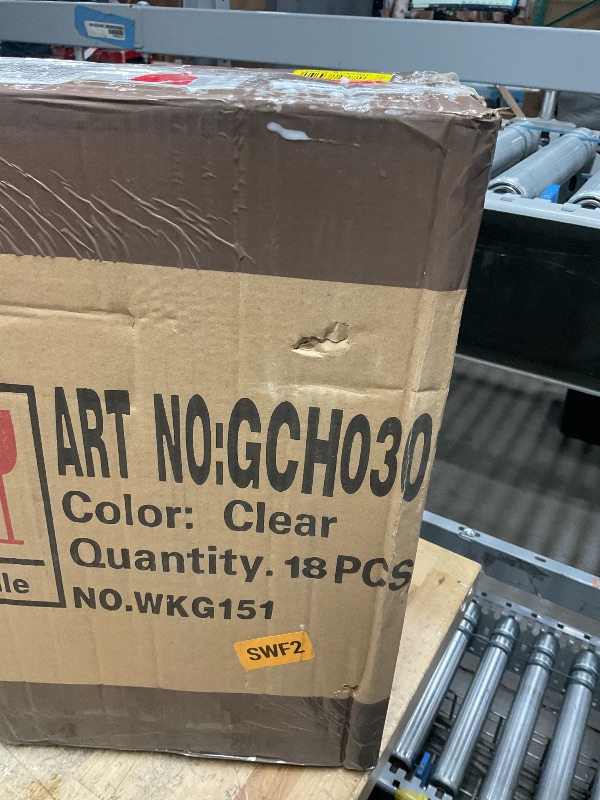 ART NO:GCH030
Color: Clear
Quantity. 18 PCS
NO.WKG151
SWF2